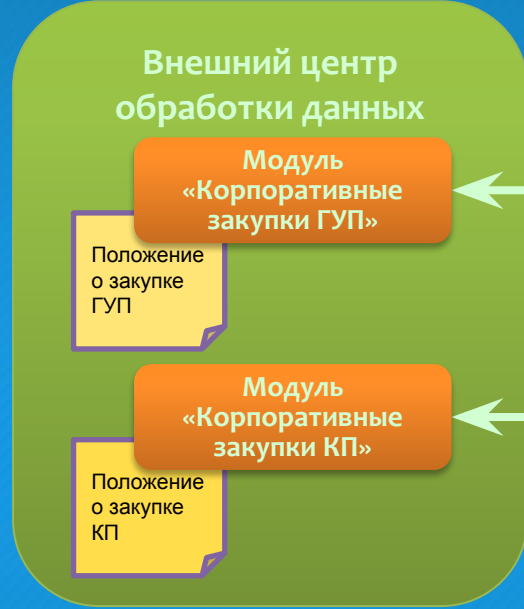 Внешний центр
обработки данных
Модуль
«Корпоративные
закупки ГУП»
Положение
о закупке
ГУП
Модуль
«Корпоративные
закупки КП»
Положение
о закупке
КП